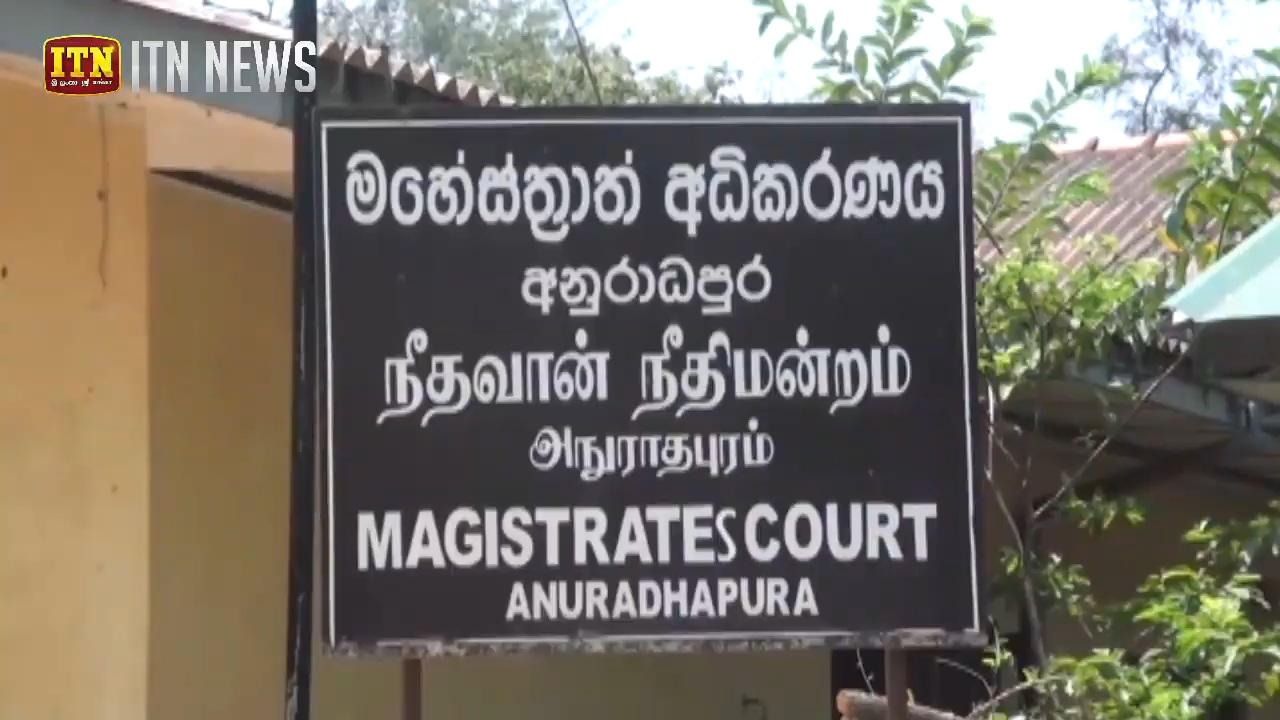 ITN NEWS
මහේස්ත්‍රාත් අධිකරණය
අනුරාධපුර
நீதவான் நீதிமன்றம்
அநுராதபுரம்
MAGISTRATES COURT
ANURADHAPURA